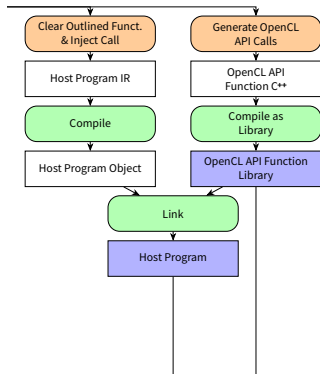 Clear Outlined Funct.
& Inject Call
Generate OpenCL
API Calls
Host Program IR
OpenCL API
Function C++
Compile
Compile as
Library
Host Program Object
OpenCL API Function
Library
Link
Host Program